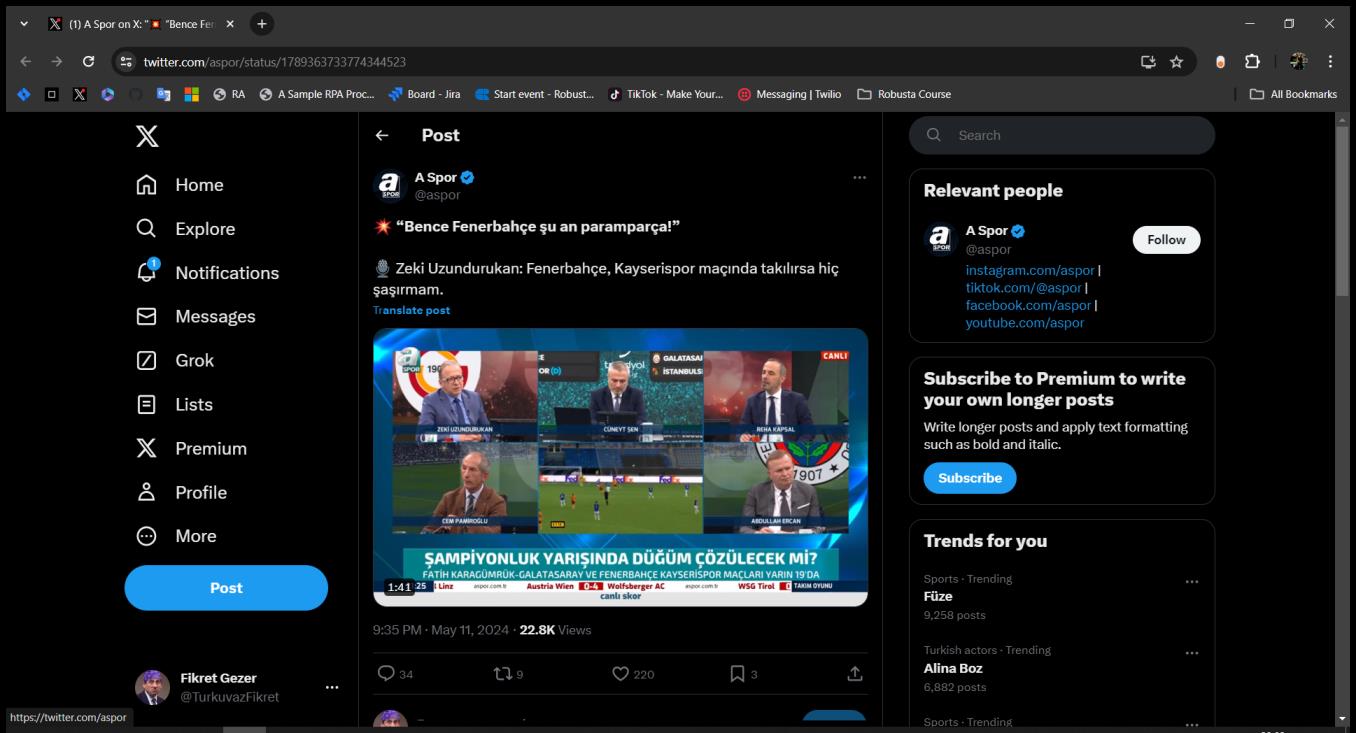 (1) A Spor on X: "💥 "Bence Fen
twitter.com/aspor/status/1789363733774344523
RA
A Sample RPA Proc...
Board - Jira
Start event - Robust...
TikTok - Make Your...
Messaging | Twilio
Robusta Course
All Bookmarks
Home
Explore
1
Notifications
Messages
Grok
Lists
Premium
Profile
More
Post
Fikret Gezer
@TurkuvazFikret
https://twitter.com/aspor
Post
A Spor
@aspor
💥 “Bence Fenerbahçe şu an paramparça!”
🎙 Zeki Uzundurukan: Fenerbahçe, Kayserispor maçında takılırsa hiç
şaşırmam.
Translate post
a SPOR
CANLI
GALATASA
İSTANBULS
ZEKİ UZUNDURUKAN
CÜNEYT ŞEN
REHA KAPSAL
FedEx
1907
CEM PAMİROĞLU
ABDULLAH ERCAN
ŞAMPİYONLUK YARIŞINDA DÜĞÜM ÇÖZÜLECEK Mİ?
FATİH KARAGÜMRÜK-GALATASARAY VE FENERBAHÇE KAYSERİSPOR MAÇLARI YARIN 19'DA
1:41
:25 l Linz aspor.com.tr Austria Wien 0-4 Wolfsberger AC aspor.com.tr WSG Tirol TAKIM OYUNU
canlı skor
9:35 PM · May 11, 2024 · 22.8K Views
34
9
220
3
Search
Relevant people
A Spor
@aspor
Follow
instagram.com/aspor |
tiktok.com/@aspor |
facebook.com/aspor |
youtube.com/aspor
Subscribe to Premium to write
your own longer posts
Write longer posts and apply text formatting
such as bold and italic.
Subscribe
Trends for you
Sports · Trending
Füze
9,258 posts
Turkish actors · Trending
Alina Boz
6,882 posts
Sports · Trending